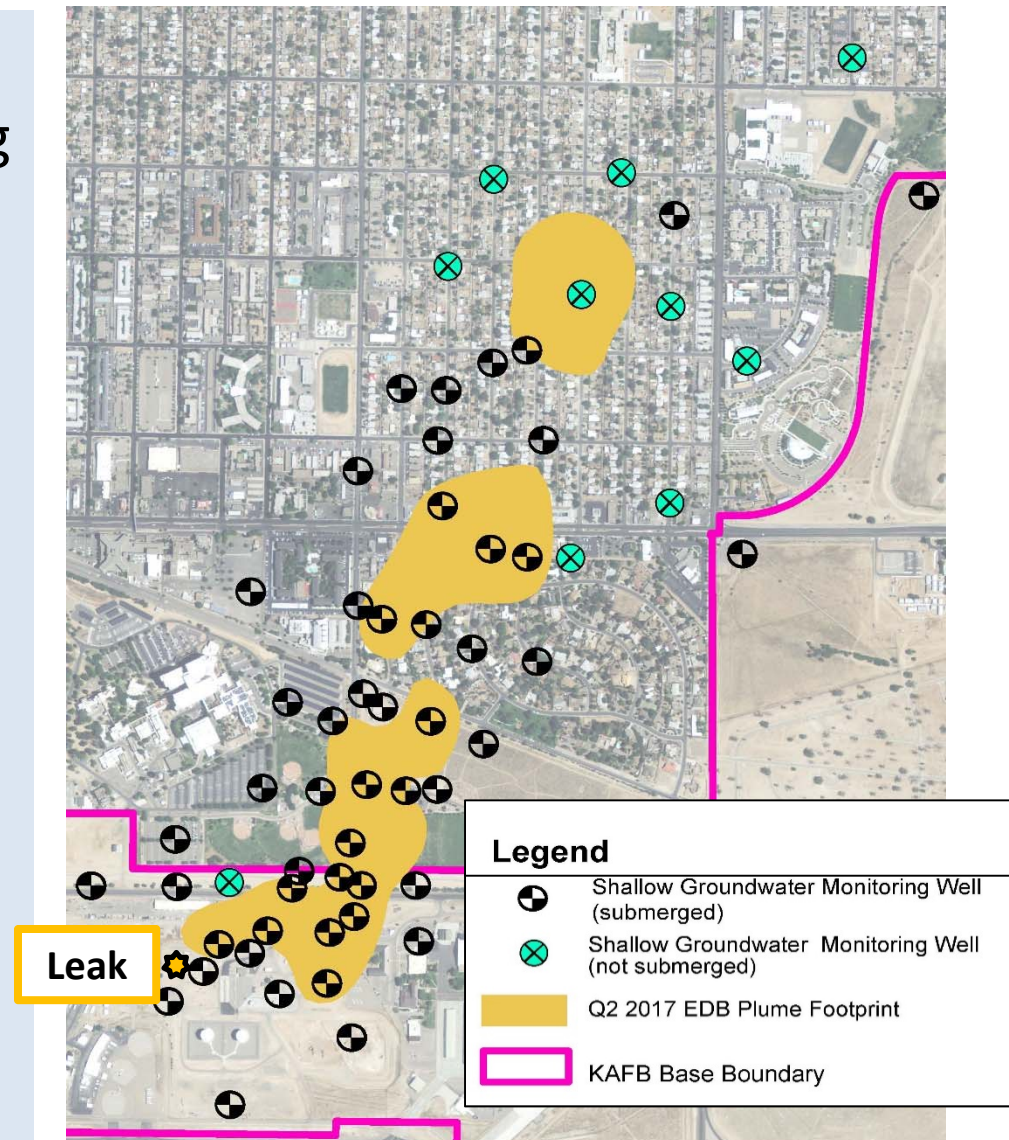 g
Leak
Legend
Shallow Groundwater Monitoring Well
(submerged)
Shallow Groundwater Monitoring Well
(not submerged)
Q2 2017 EDB Plume Footprint
KAFB Base Boundary